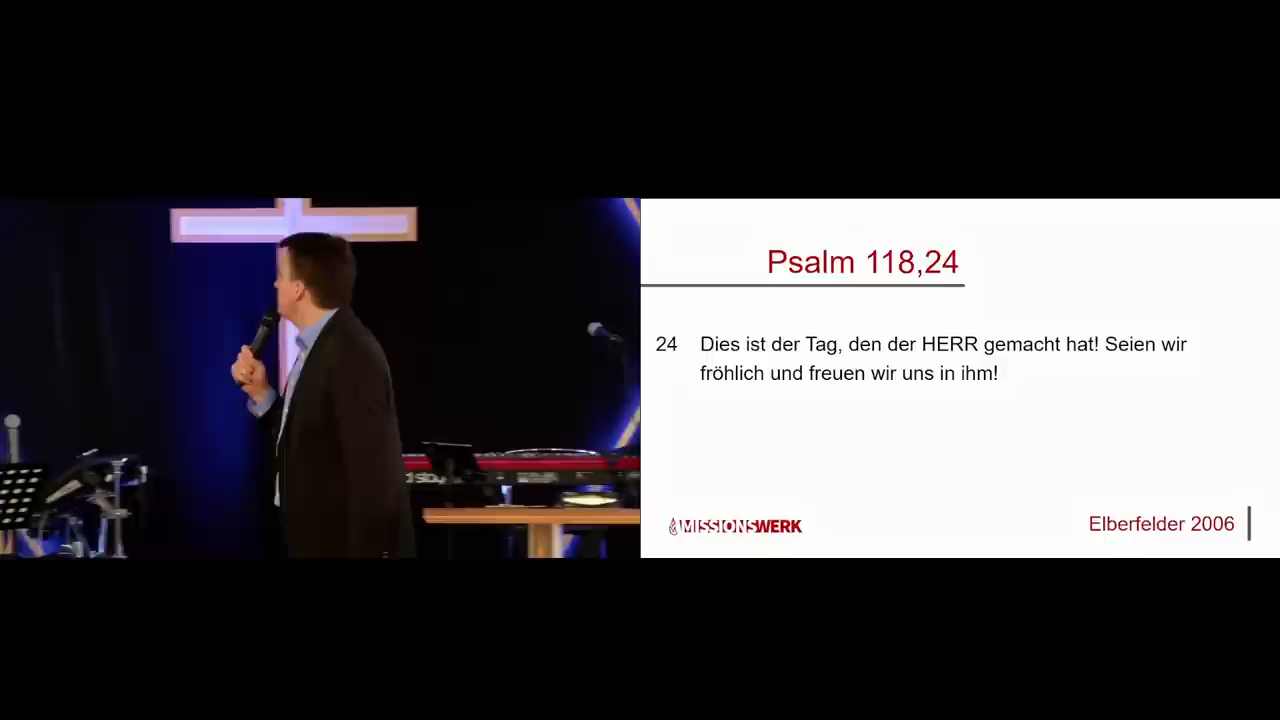 Psalm 118,24
24 Dies ist der Tag, den der HERR gemacht hat! Seien wir
fröhlich und freuen wir uns in ihm!
MISSIONSWERK
Elberfelder 2006